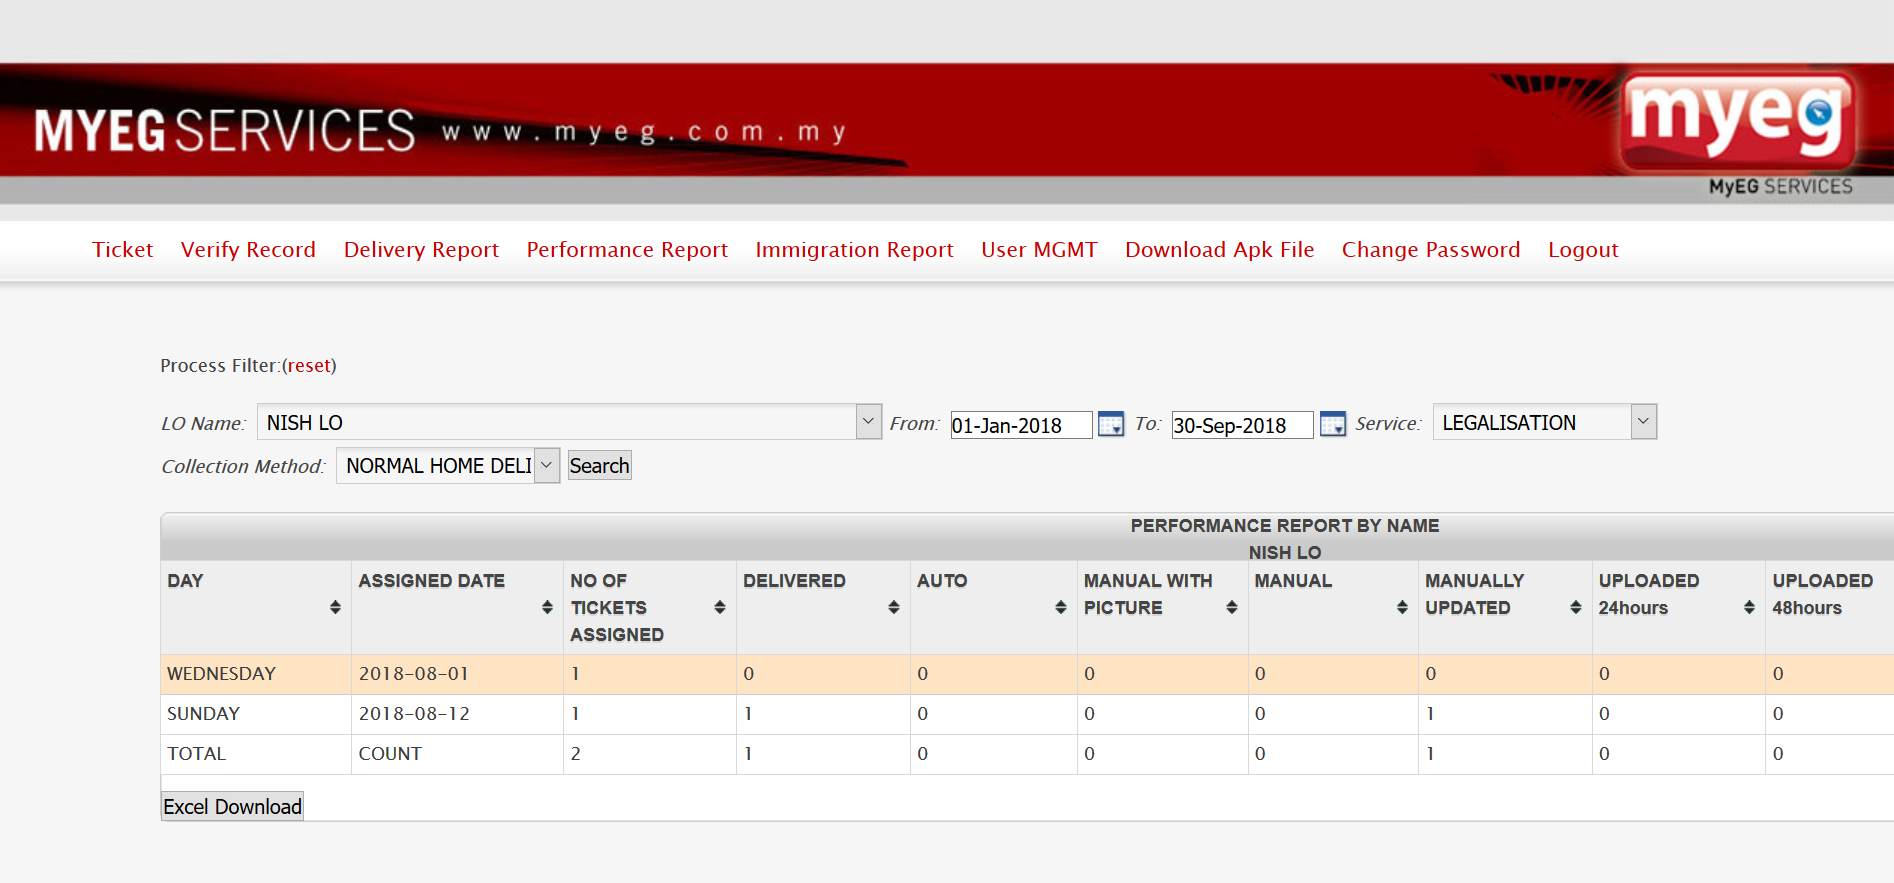 MYEG SERVICES www.myeg.com.my
myeg
MyEG SERVICES
Ticket Verify Record Delivery Report Performance Report Immigration Report User MGMT Download Apk File Change Password Logout
Process Filter:(reset)
LO Name: NISH LO From: 01-Jan-2018 To: 30-Sep-2018 Service: LEGALISATION
Collection Method: NORMAL HOME DELI Search
PERFORMANCE REPORT BY NAME
NISH LO
DAY ASSIGNED DATE NO OF TICKETS ASSIGNED DELIVERED AUTO MANUAL WITH PICTURE MANUAL MANUALLY UPDATED UPLOADED 24hours UPLOADED 48hours
WEDNESDAY 2018-08-01 1 0 0 0 0 0 0 0
SUNDAY 2018-08-12 1 1 0 0 0 1 0 0
TOTAL COUNT 2 1 0 0 0 1 0 0
Excel Download